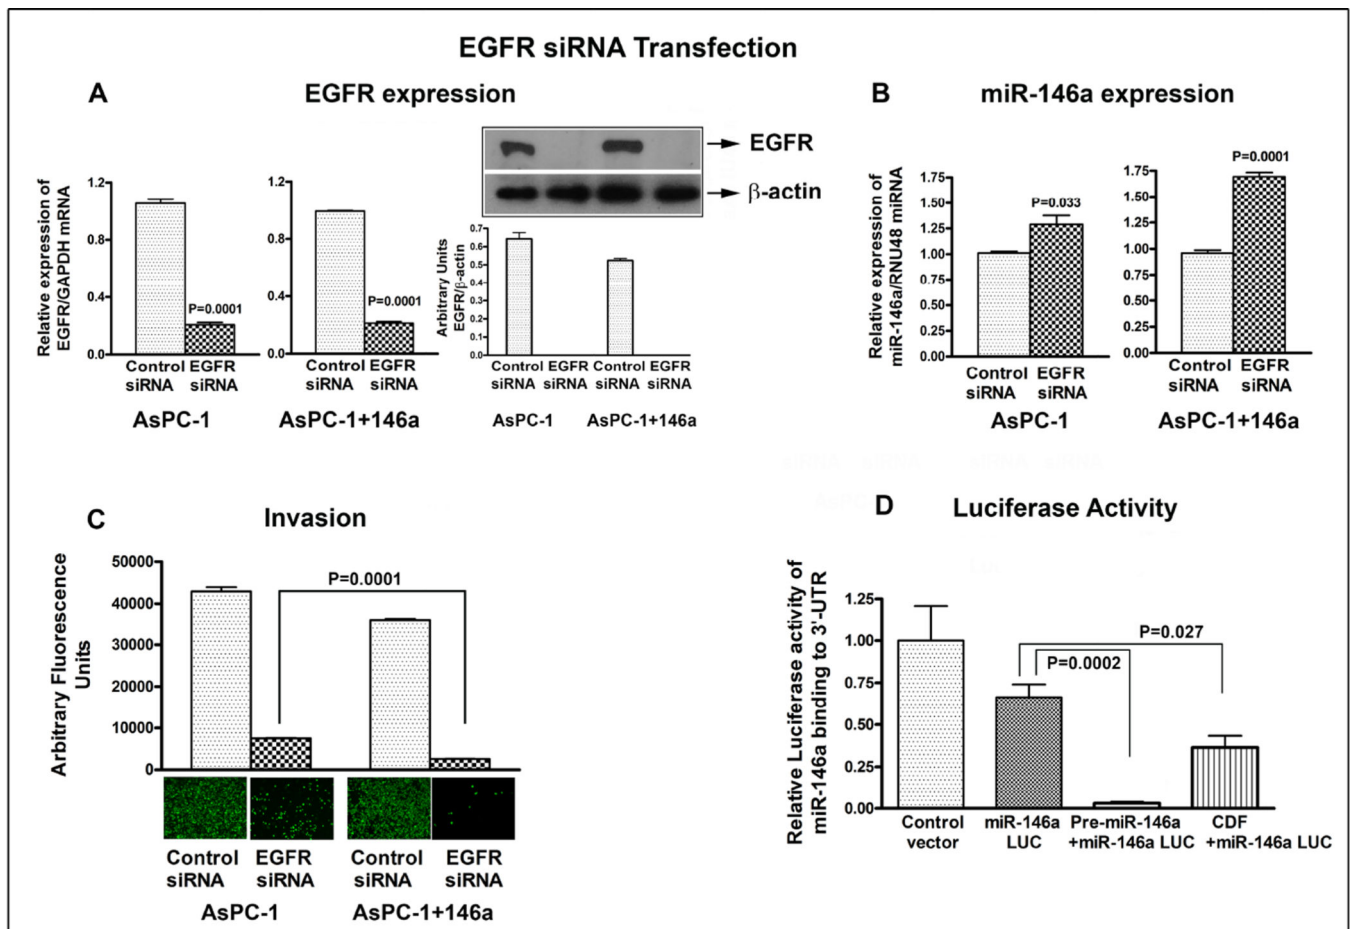 EGFR siRNA Transfection
A
EGFR expression
EGFR
β-actin
Relative expression of
EGFR/GAPDH mRNA
1.2
0.8
0.4
0.0
P=0.0001
Control EGFR
siRNA siRNA
AsPC-1
1.2
0.8
0.4
0.0
P=0.0001
Control EGFR
siRNA siRNA
AsPC-1+146a
Arbitrary Units
EGFR/β-actin
0.7
0.6
0.5
0.4
0.3
0.2
0.1
0.0
Control EGFR Control EGFR
siRNA siRNA siRNA siRNA
AsPC-1 AsPC-1+146a
B
miR-146a expression
Relative expression of
miR-146a/RNU48 miRNA
1.75
1.50
1.25
1.00
0.75
0.50
0.25
0.00
P=0.033
Control EGFR
siRNA siRNA
AsPC-1
1.75
1.50
1.25
1.00
0.75
0.50
0.25
0.00
P=0.0001
Control EGFR
siRNA siRNA
AsPC-1+146a
C
Invasion
Arbitrary Fluorescence
Units
50000
40000
30000
20000
10000
0
P=0.0001
Control EGFR Control EGFR
siRNA siRNA siRNA siRNA
AsPC-1 AsPC-1+146a
D
Luciferase Activity
Relative Luciferase activity of
miR-146a binding to 3'-UTR
1.25
1.00
0.75
0.50
0.25
0.00
P=0.027
P=0.0002
Control miR-146a Pre-miR-146a CDF
vector LUC +miR-146a LUC +miR-146a LUC